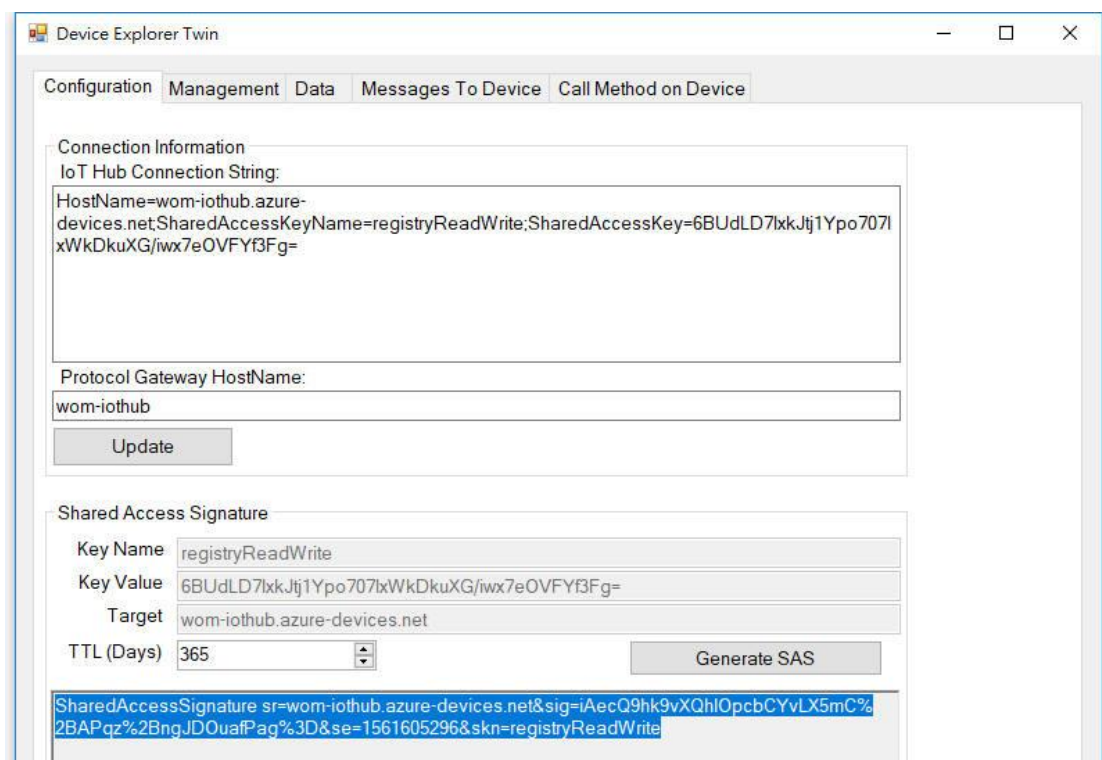 Device Explorer Twin
Configuration Management Data Messages To Device Call Method on Device
Connection Information
IoT Hub Connection String:
HostName=wom-iothub.azure-
devices.net;SharedAccessKeyName=registryReadWrite;SharedAccessKey=6BUdLD7lxkJtj1Ypo707l
xWkDkuXG/iwx7eOVFYf3Fg=
Protocol Gateway HostName:
wom-iothub
Update
Shared Access Signature
Key Name registryReadWrite
Key Value 6BUdLD7lxkJtj1Ypo707lxWkDkuXG/iwx7eOVFYf3Fg=
Target wom-iothub.azure-devices.net
TTL (Days) 365 Generate SAS
SharedAccessSignature sr=wom-iothub.azure-devices.net&sig=iAecQ9hk9vXQhlOpcbCYvLX5mC%
2BAPqz%2BngJDOuafPag%3D&se=1561605296&skn=registryReadWrite